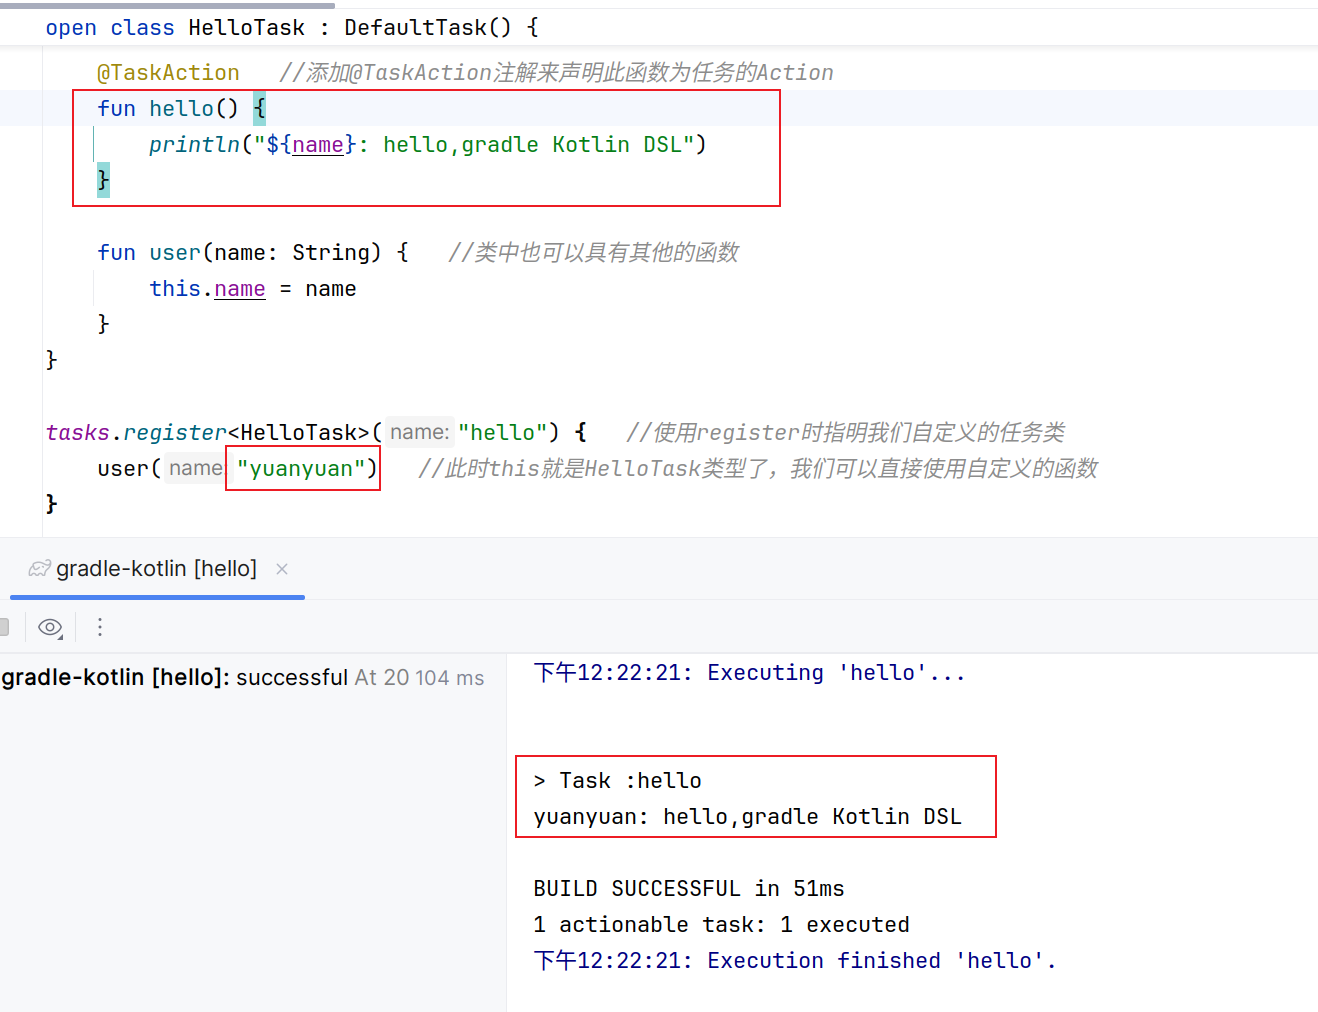 open class HelloTask : DefaultTask() {
@TaskAction   //添加@TaskAction注解来声明此函数为任务的Action
fun hello() {
println("${name}: hello,gradle Kotlin DSL")
}
fun user(name: String) {   //类中也可以具有其他的函数
this.name = name
}
}
tasks.register<HelloTask>( name: "hello") {   //使用register时指明我们自定义的任务类
user( name: "yuanyuan")   //此时this就是HelloTask类型了，我们可以直接使用自定义的函数
}
gradle-kotlin [hello]
gradle-kotlin [hello]: successful At 20 104 ms
下午12:22:21: Executing 'hello'...
> Task :hello
yuanyuan: hello,gradle Kotlin DSL
BUILD SUCCESSFUL in 51ms
1 actionable task: 1 executed
下午12:22:21: Execution finished 'hello'.